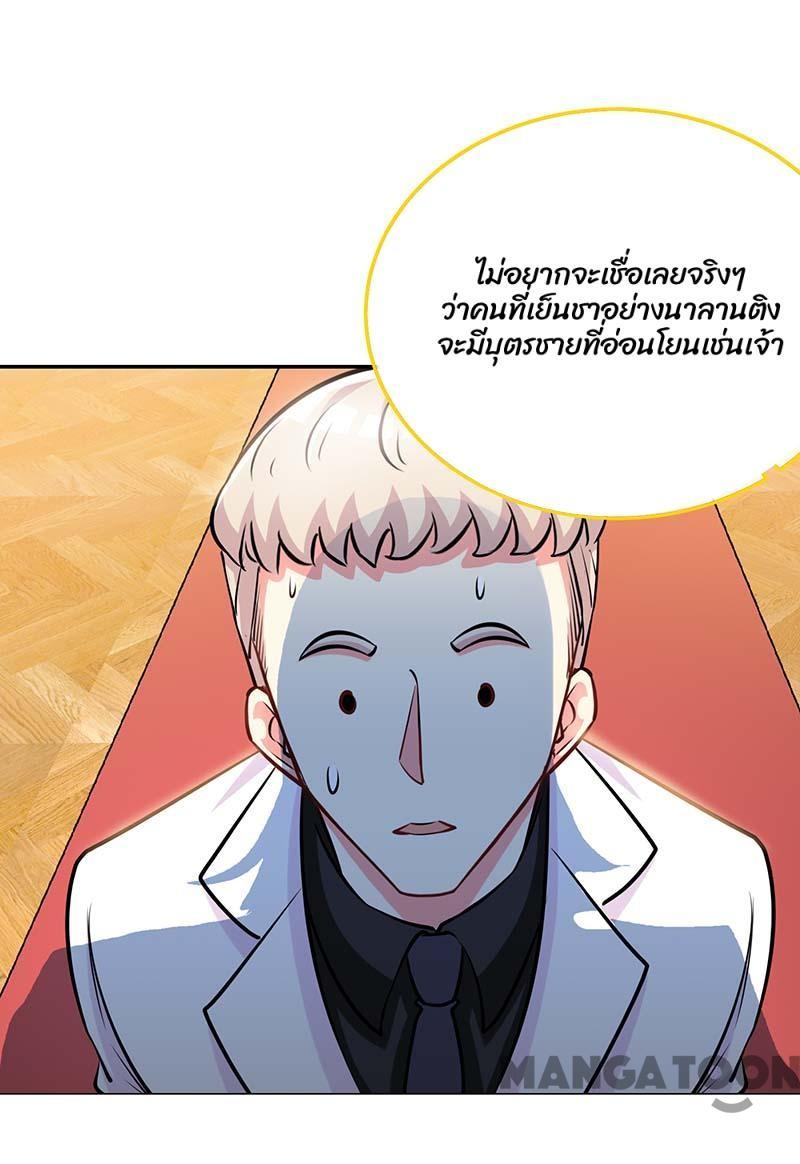 ไม่อยากจะเชื่อเลยจริงๆ
ว่าคนที่เย็นชาอย่างนาลานติง
จะมีบุตรชายที่อ่อนโยนเช่นเจ้า
MANGATOON